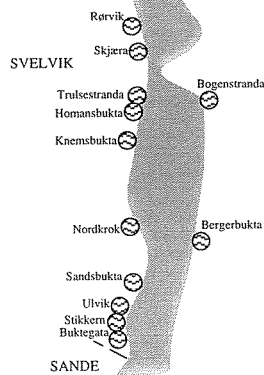 Rørvik
Skjæra
SVELVIK
Bogenstranda
Trulsestranda
Homansbukta
Knemsbukta
Nordkrok
Bergerbukta
Sandsbukta
Ulvik
Stikkern
Buktegata
SANDE